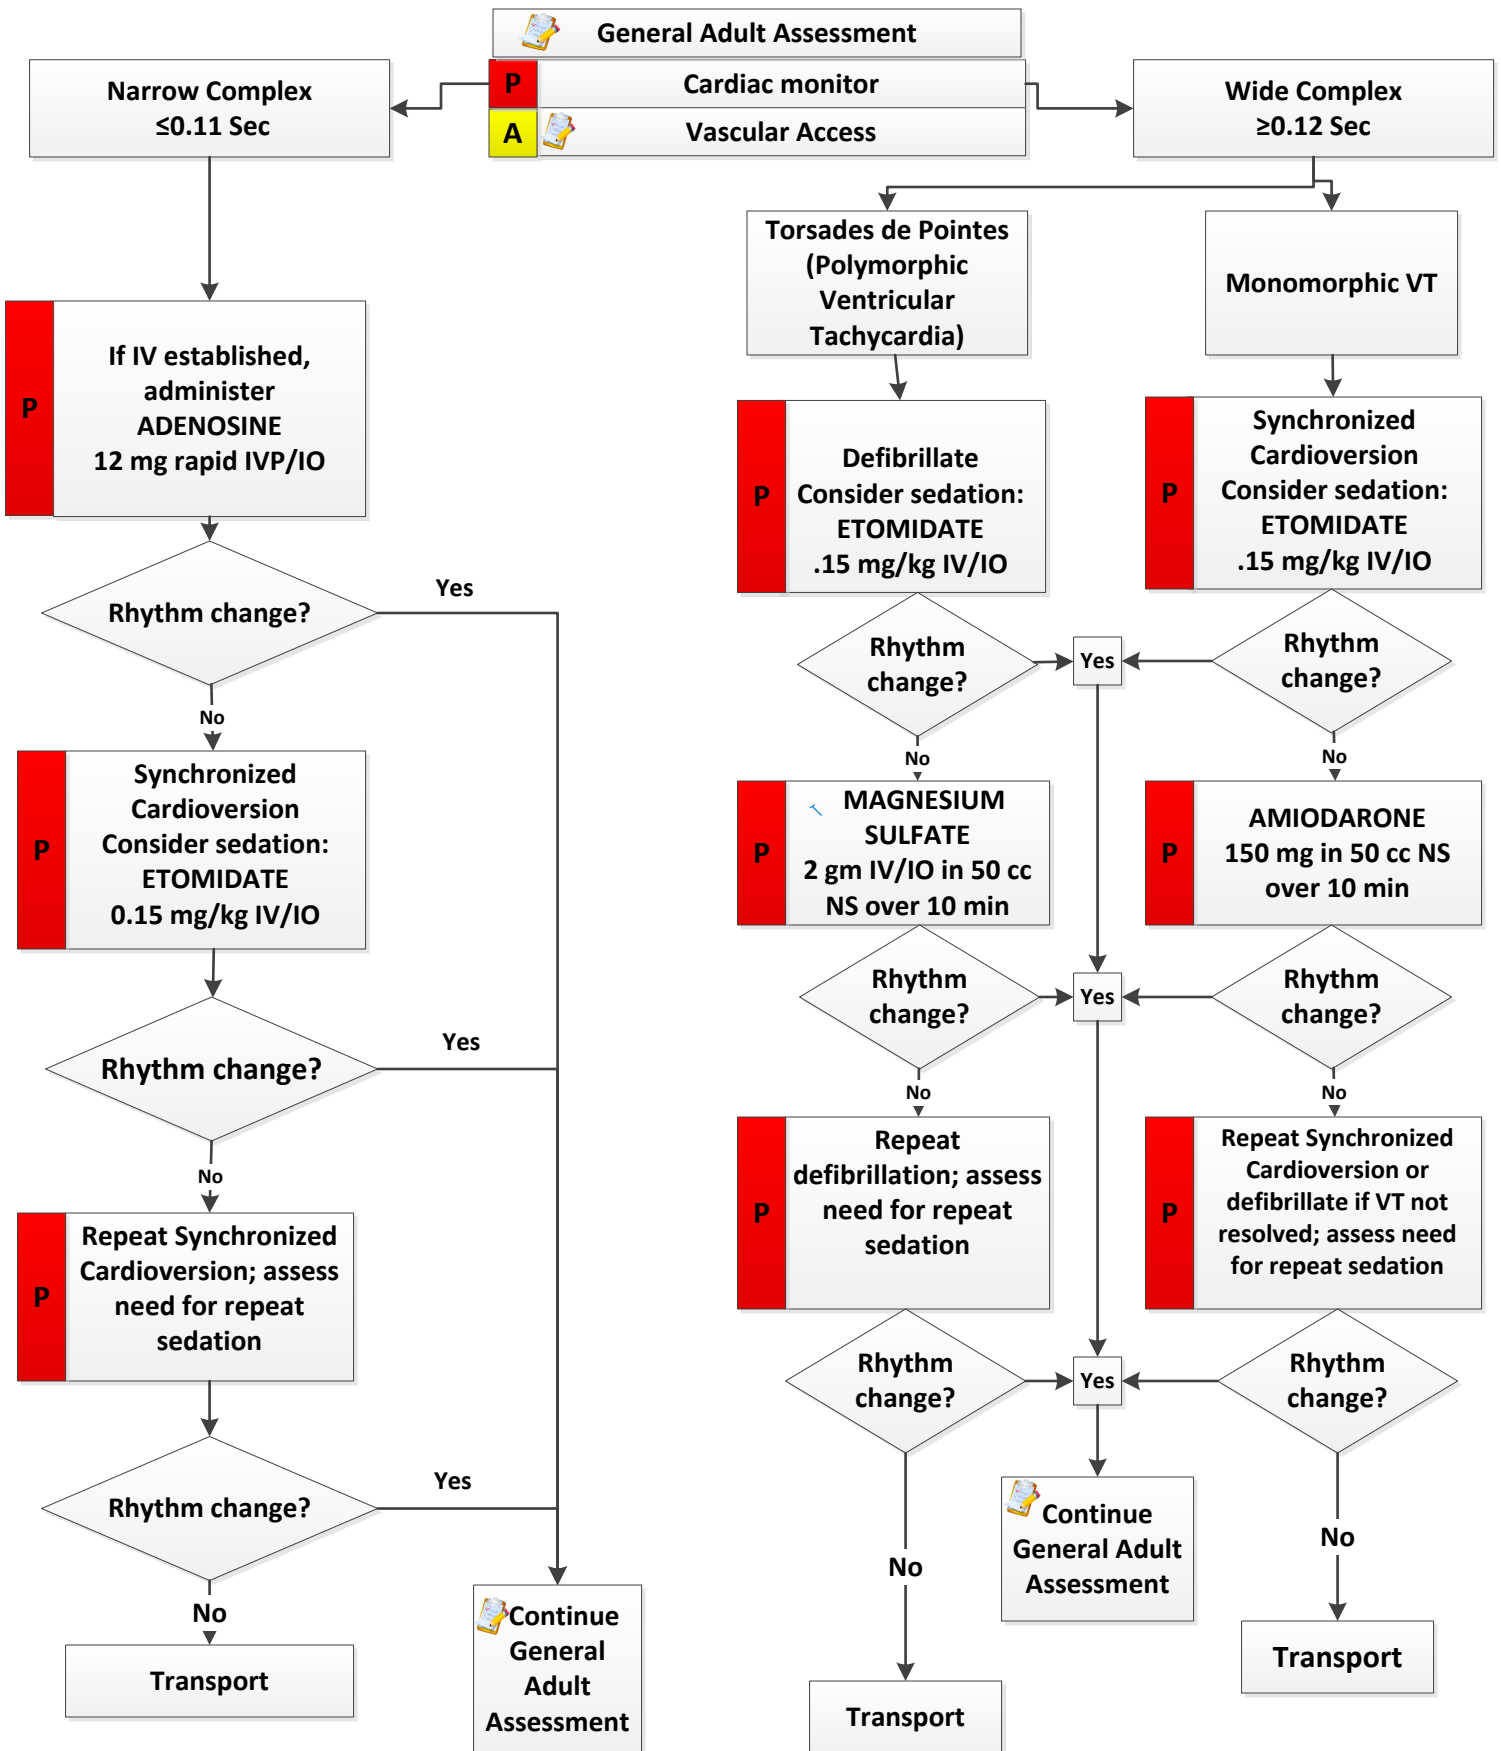 General Adult Assessment
P
Cardiac monitor
A
Vascular Access
Narrow Complex
≤0.11 Sec
Wide Complex
≥0.12 Sec
P
If IV established,
administer
ADENOSINE
12 mg rapid IVP/IO
Rhythm change?
Yes
No
P
Synchronized
Cardioversion
Consider sedation:
ETOMIDATE
0.15 mg/kg IV/IO
Rhythm change?
Yes
No
P
Repeat Synchronized
Cardioversion; assess
need for repeat
sedation
Rhythm change?
Yes
No
Transport
Continue
General
Adult
Assessment
Torsades de Pointes
(Polymorphic
Ventricular
Tachycardia)
P
Defibrillate
Consider sedation:
ETOMIDATE
.15 mg/kg IV/IO
Rhythm
change?
Yes
No
P
MAGNESIUM
SULFATE
2 gm IV/IO in 50 cc
NS over 10 min
Rhythm
change?
Yes
No
P
Repeat
defibrillation; assess
need for repeat
sedation
Rhythm
change?
Yes
No
Transport
Continue
General Adult
Assessment
Monomorphic VT
P
Synchronized
Cardioversion
Consider sedation:
ETOMIDATE
.15 mg/kg IV/IO
Rhythm
change?
No
P
AMIODARONE
150 mg in 50 cc NS
over 10 min
Rhythm
change?
No
P
Repeat Synchronized
Cardioversion or
defibrillate if VT not
resolved; assess need
for repeat sedation
Rhythm
change?
No
Transport